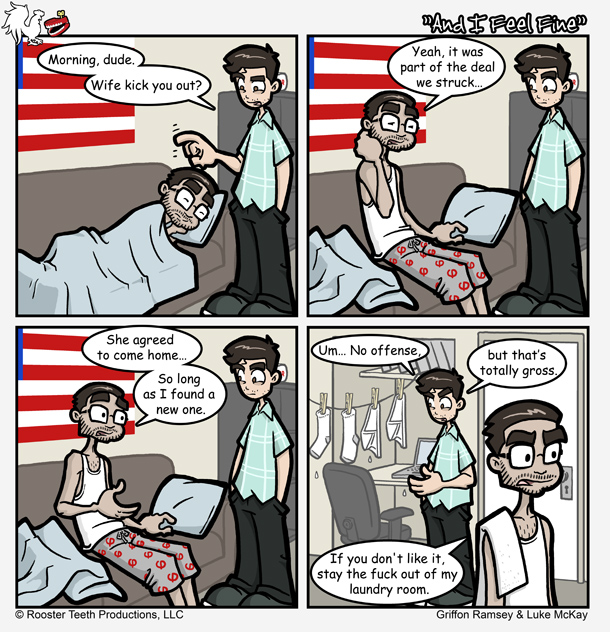 "And I Feel Fine"
Morning, dude.
Wife kick you out?
Yeah, it was
part of the deal
we struck...
She agreed
to come home...
So long
as I found a
new one.
Um... No offense,
but that's
totally gross.
If you don't like it,
stay the fuck out of my
laundry room.
© Rooster Teeth Productions, LLC
Griffon Ramsey & Luke McKay